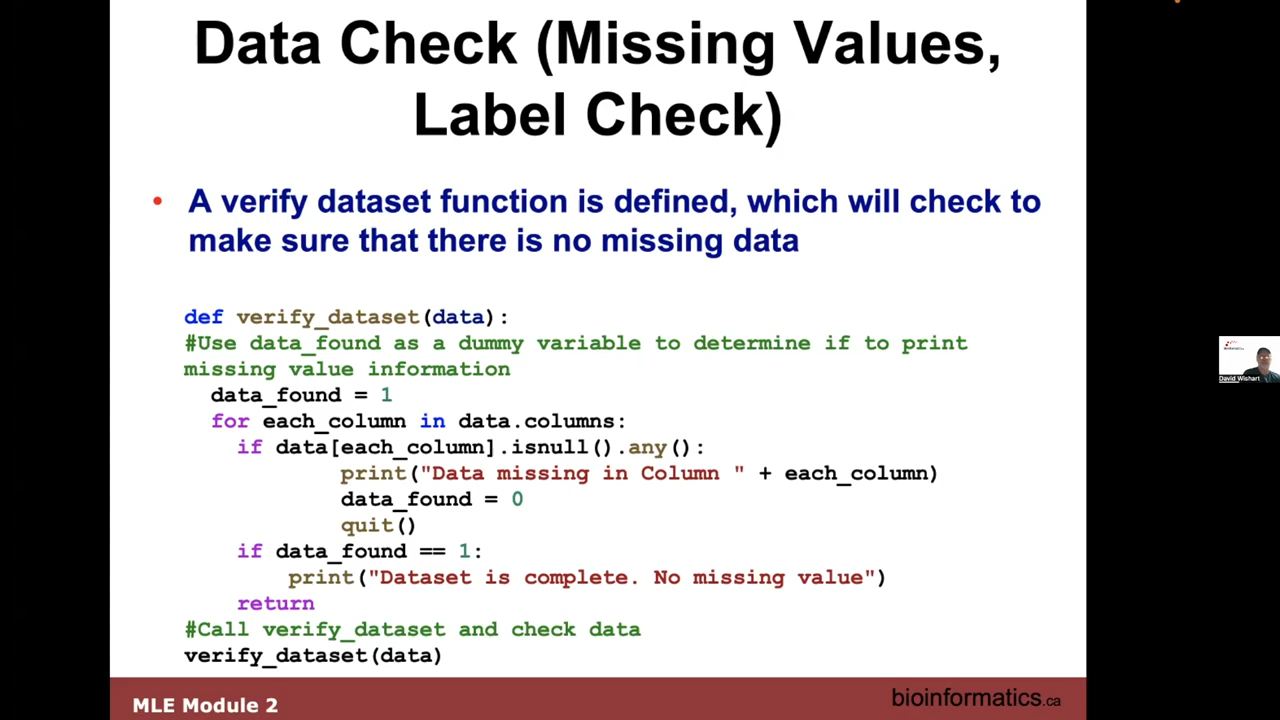 Data Check (Missing Values,
Label Check)
• A verify dataset function is defined, which will check to
make sure that there is no missing data
def verify_dataset(data):
#Use data_found as a dummy variable to determine if to print
missing value information
data_found = 1
for each_column in data.columns:
if data[each_column].isnull().any():
print("Data missing in Column " + each_column)
data_found = 0
quit()
if data_found == 1:
print("Dataset is complete. No missing value")
return
#Call verify_dataset and check data
verify_dataset(data)
MLE Module 2
bioinformatics.ca
David Wishart